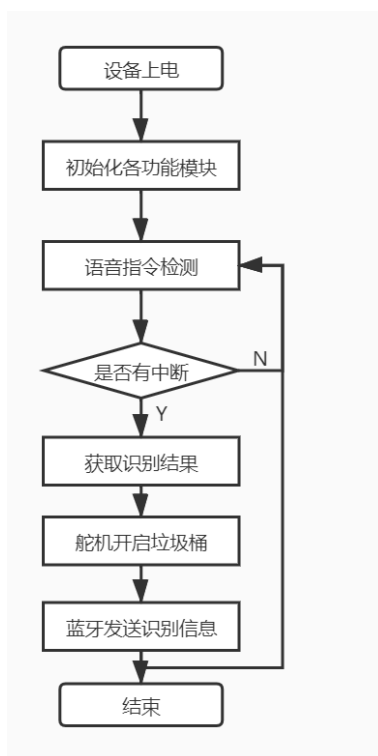 设备上电
初始化各功能模块
语音指令检测
是否有中断
N
Y
获取识别结果
舵机开启垃圾桶
蓝牙发送识别信息
结束